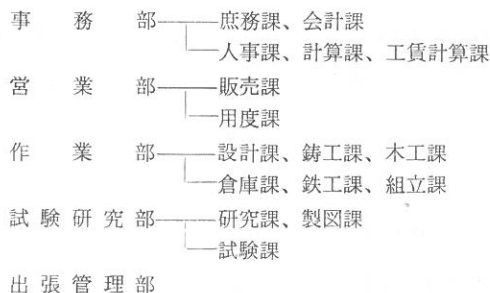 事務部 庶務課、会計課
人事課、計算課、工賃計算課
営業部 販売課
用度課
作業部 設計課、鋳工課、木工課
倉庫課、鉄工課、組立課
試験研究部 研究課、製図課
試験課
出張管理部